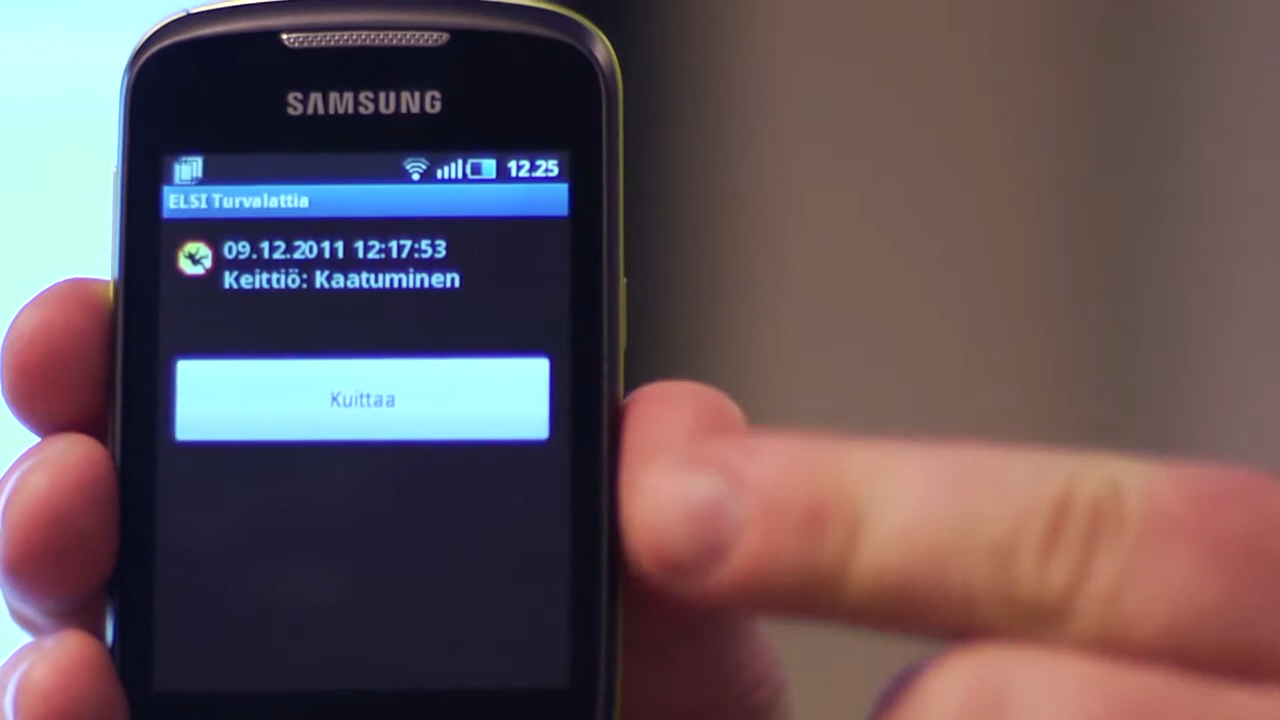 SAMSUNG
12.25
ELSI Turvalattia
09.12.2011 12:17:53
Keittiö: Kaatuminen
Kuittaa